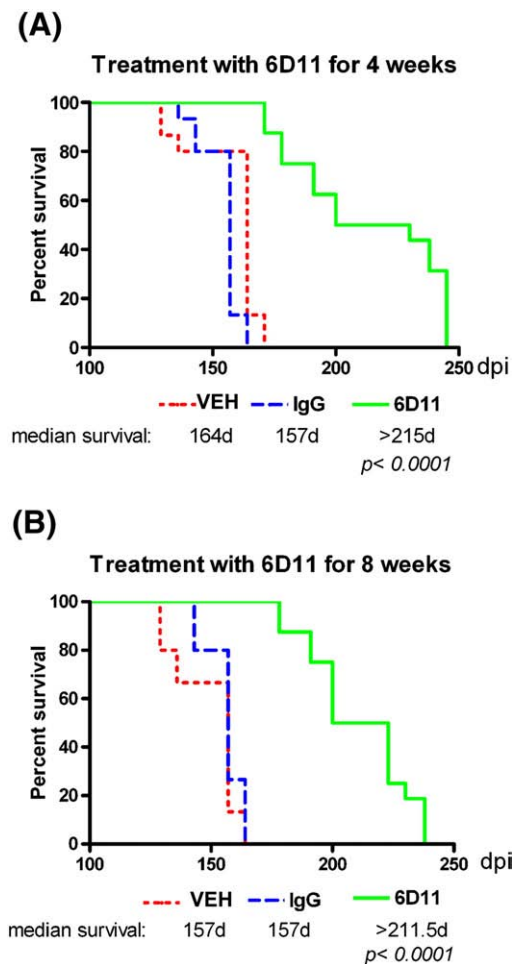 (A)
Treatment with 6D11 for 4 weeks
Percent survival
100
80
60
40
20
0
100 150 200 250 dpi
VEH IgG 6D11
median survival: 164d 157d >215d
p< 0.0001
(B)
Treatment with 6D11 for 8 weeks
Percent survival
100
80
60
40
20
0
100 150 200 250 dpi
VEH IgG 6D11
median survival: 157d 157d >211.5d
p< 0.0001